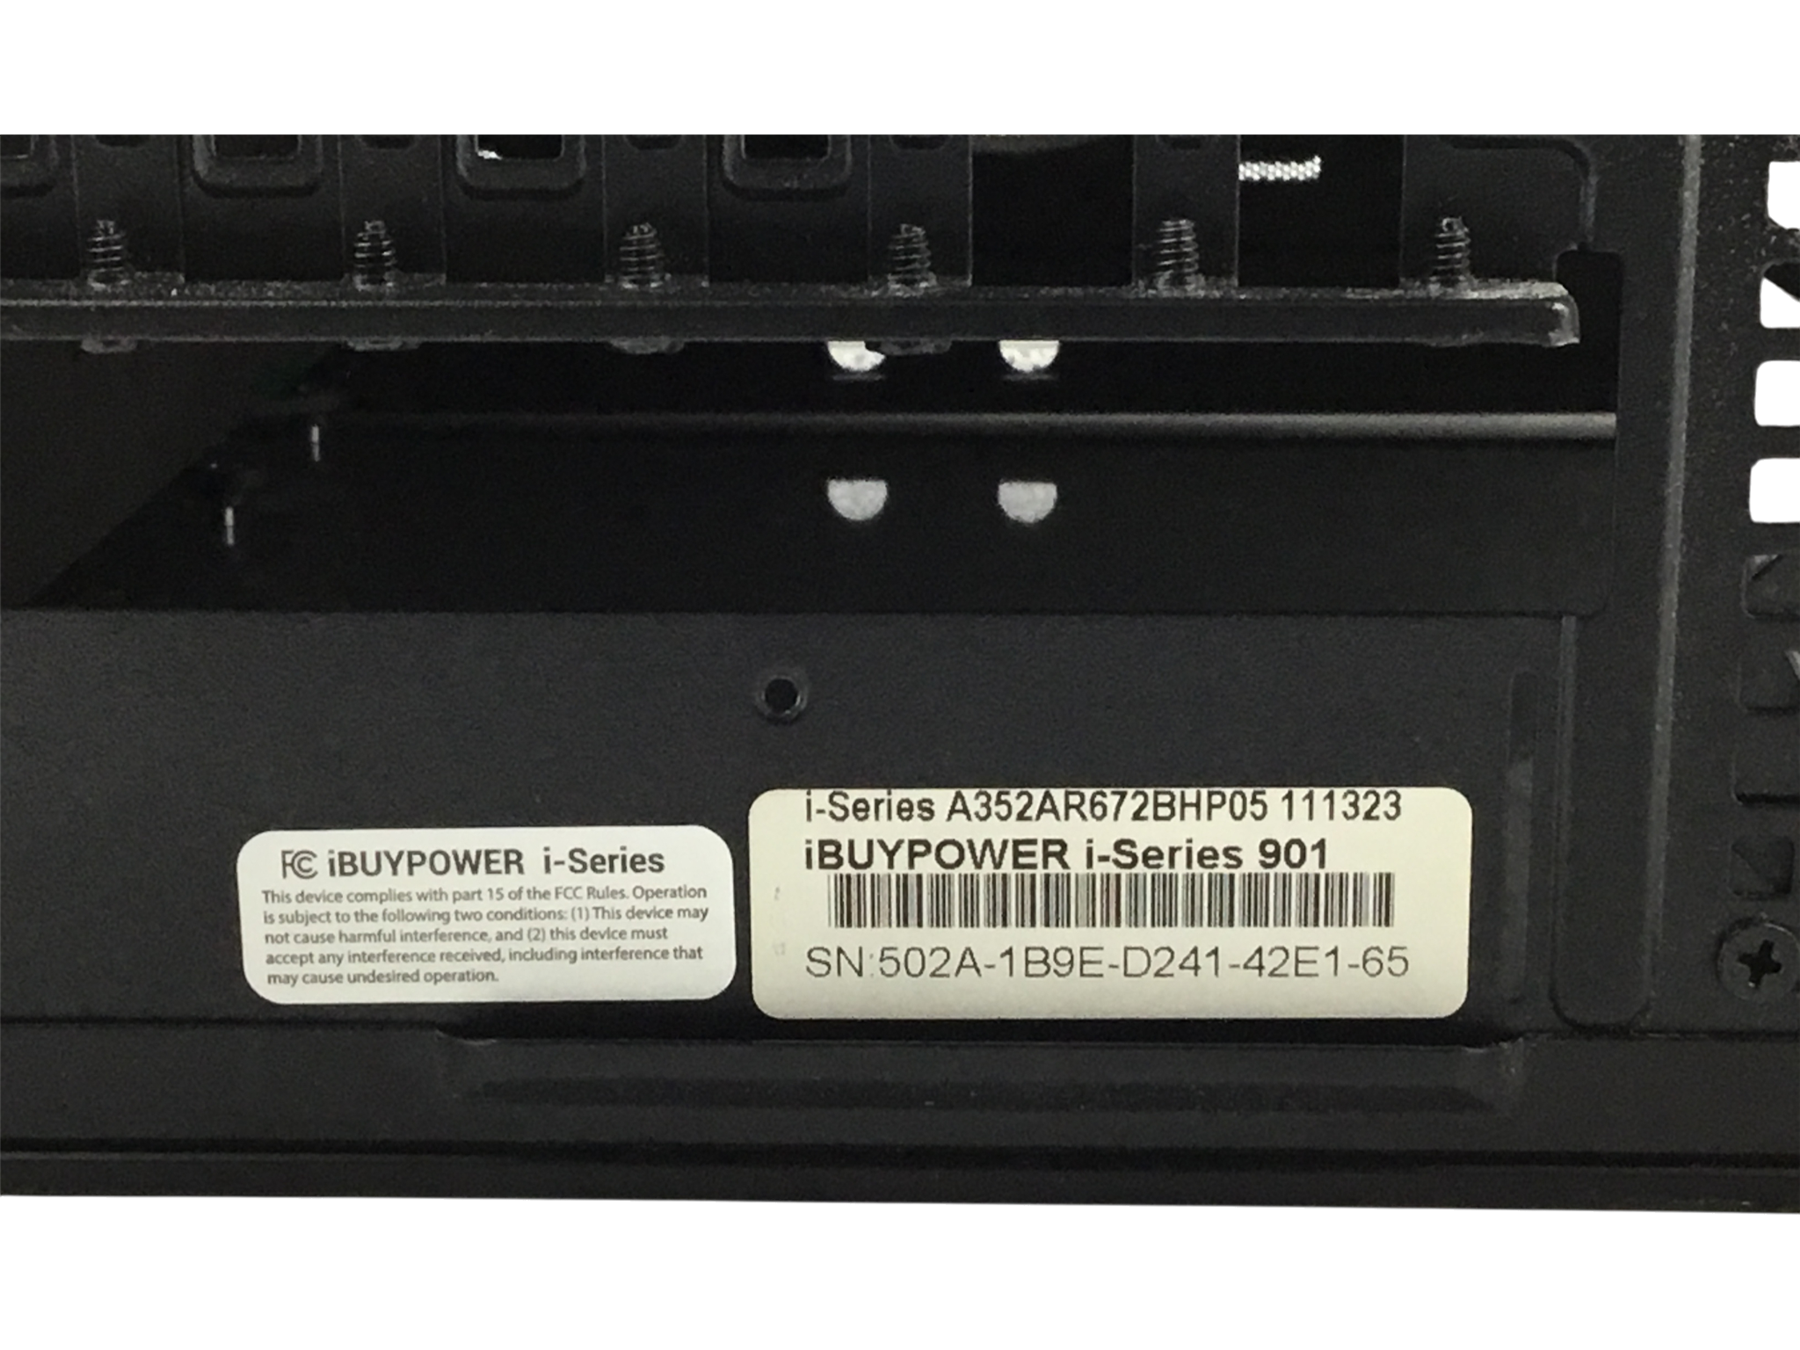 FC iBUYPOWER i-Series
This device complies with part 15 of the FCC Rules. Operation
is subject to the following two conditions: (1) This device may
not cause harmful interference, and (2) this device must
accept any interference received, including interference that
may cause undesired operation.
i-Series A352AR672BHP05 111323
iBUYPOWER i-Series 901
SN:502A-1B9E-D241-42E1-65